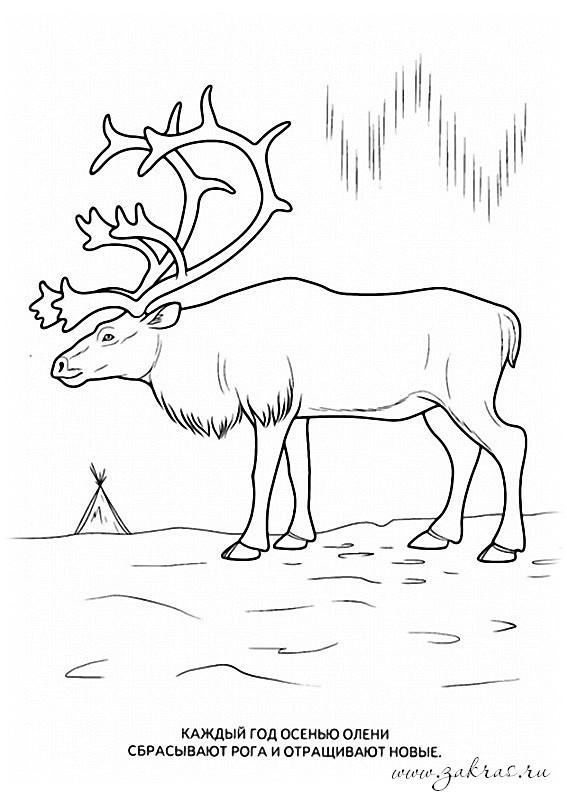 КАЖДЫЙ ГОД ОСЕНЬЮ ОЛЕНИ
СБРАСЫВАЮТ РОГА И ОТРАЩИВАЮТ НОВЫЕ.
www.zakras.ru